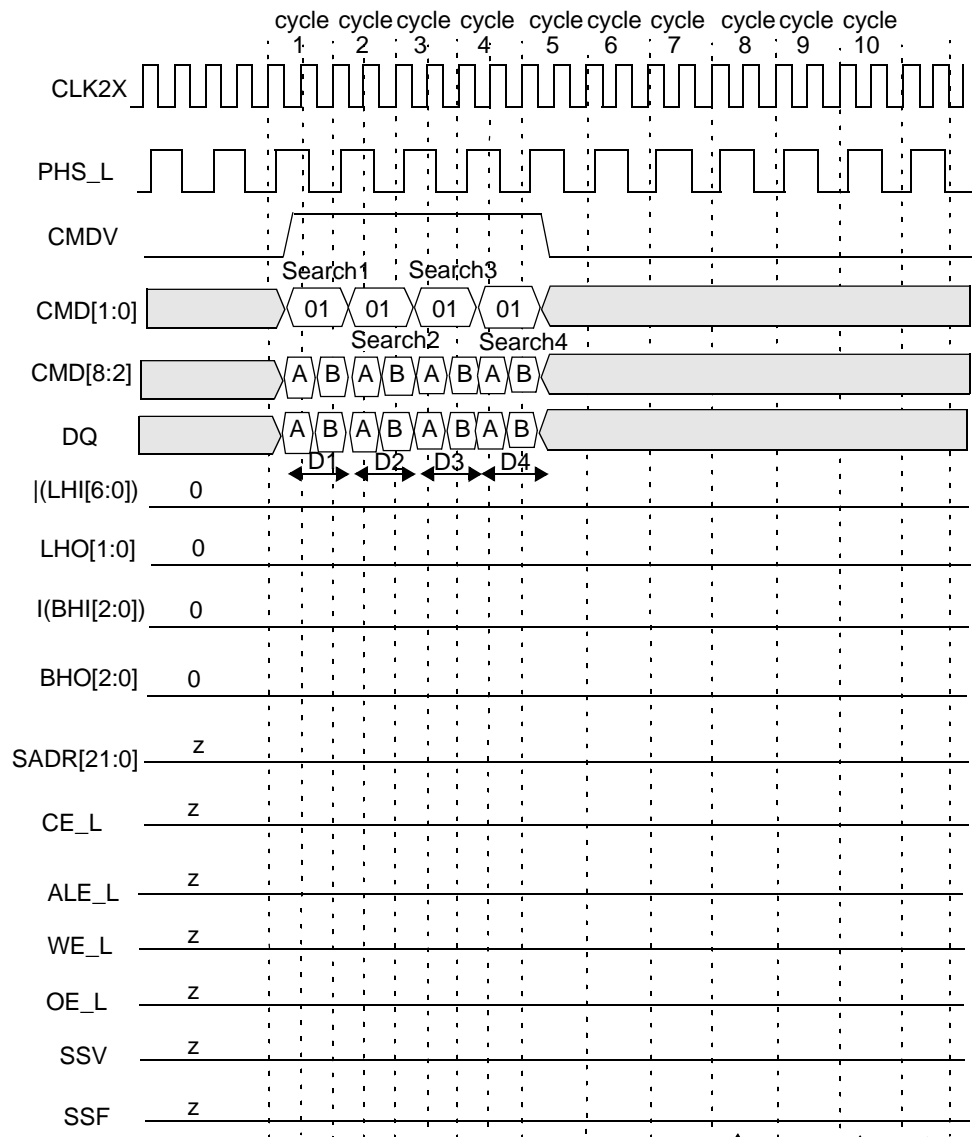 cycle cycle cycle cycle cycle cycle cycle cycle cycle cycle
1 2 3 4 5 6 7 8 9 10
CLK2X
PHS_L
CMDV
Search1 Search3
CMD[1:0] 01 01 01 01
Search2 Search4
CMD[8:2] A B A B A B A B
DQ A B A B A B A B
D1 D2 D3 D4
|(LHI[6:0]) 0
LHO[1:0] 0
I(BHI[2:0]) 0
BHO[2:0] 0
SADR[21:0] z
CE_L z
ALE_L z
WE_L z
OE_L z
SSV z
SSF z